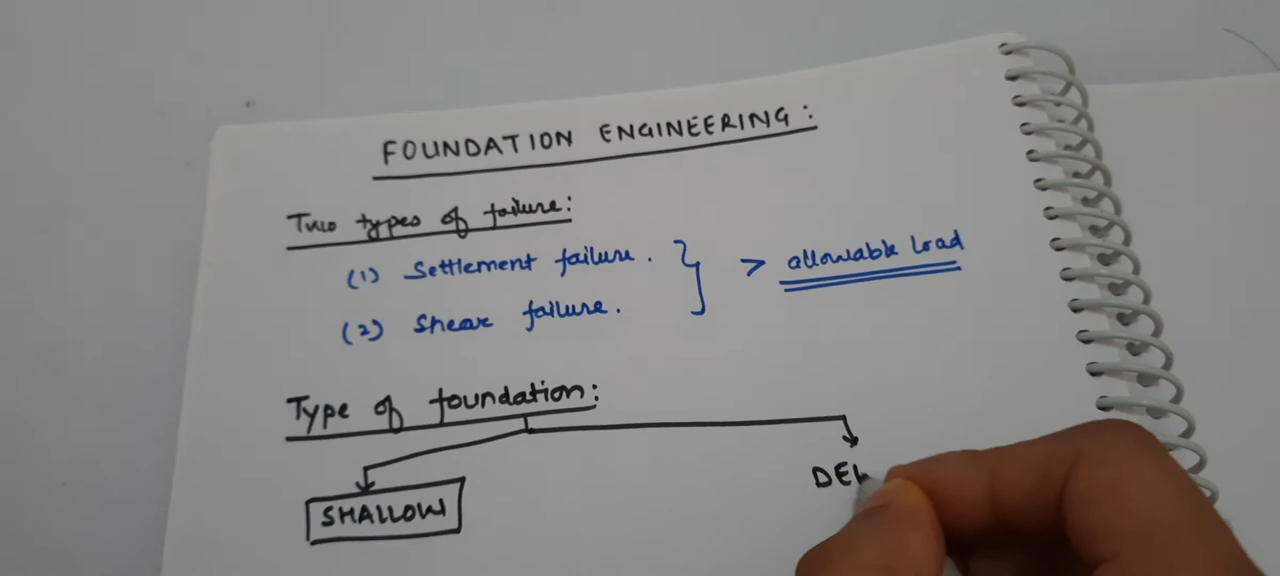 FOUNDATION ENGINEERING:
Two types of failure:
(1) Settlement failure. } > allowable load
(2) Shear failure.
Type of foundation:
SHALLOW